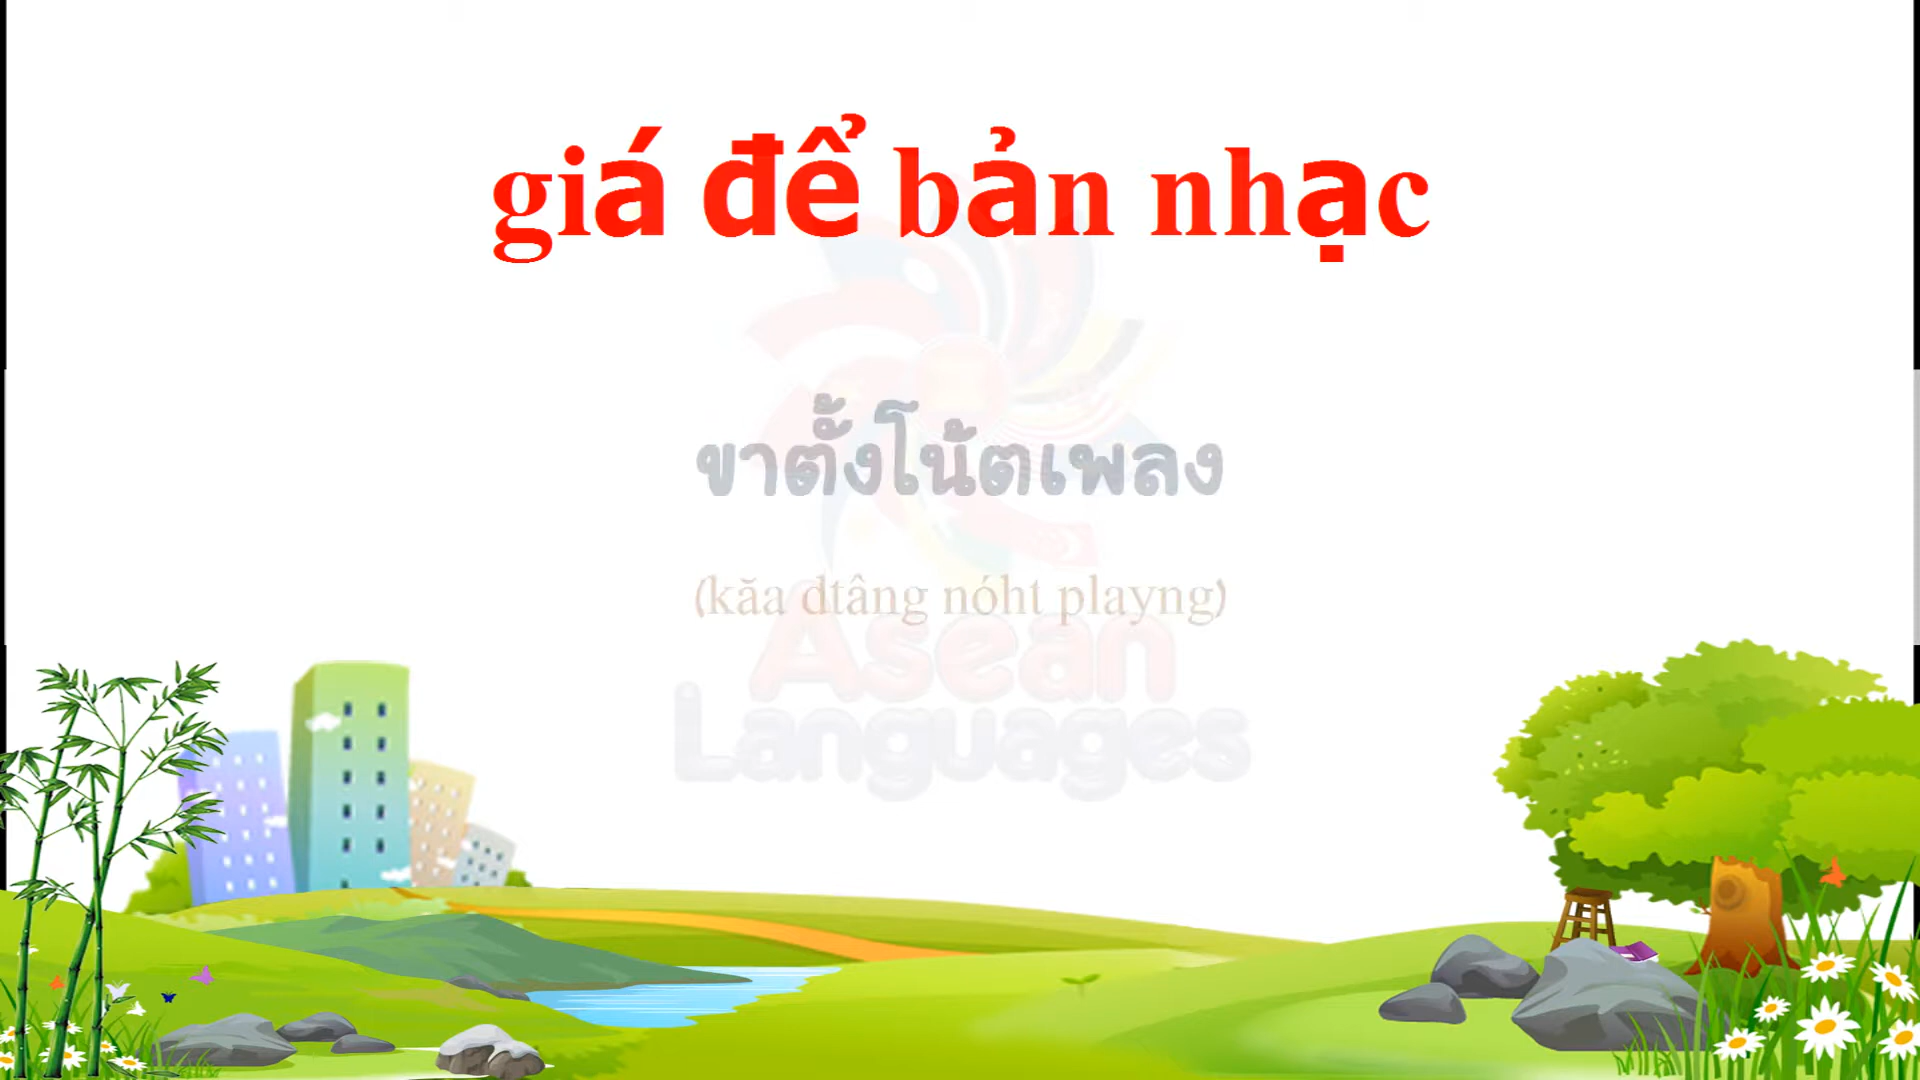 giá để bản nhạc
ขาตั้งโน้ตเพลง
(kăa dtâng nóht playng)
Asean
Languages